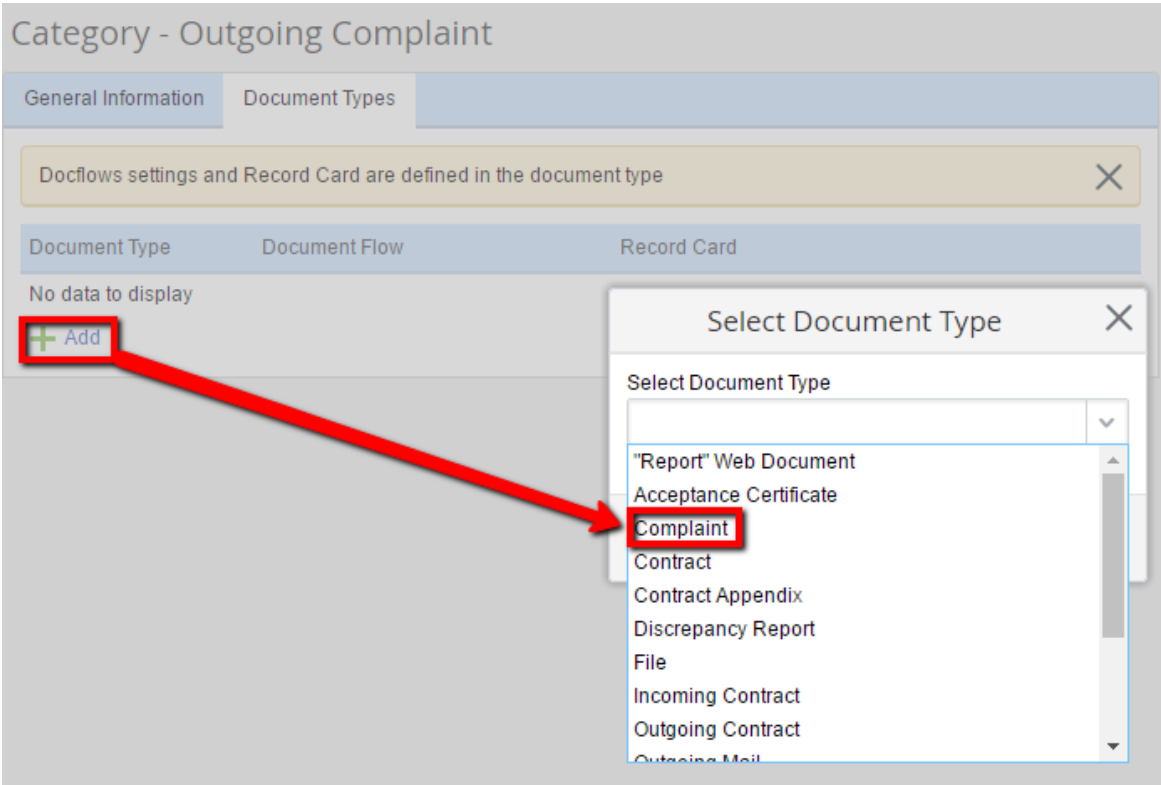 Category - Outgoing Complaint
General Information Document Types
Docflows settings and Record Card are defined in the document type
Document Type Document Flow Record Card
No data to display
Add
Select Document Type
Select Document Type
"Report" Web Document
Acceptance Certificate
Complaint
Contract
Contract Appendix
Discrepancy Report
File
Incoming Contract
Outgoing Contract
Outgoing Mail